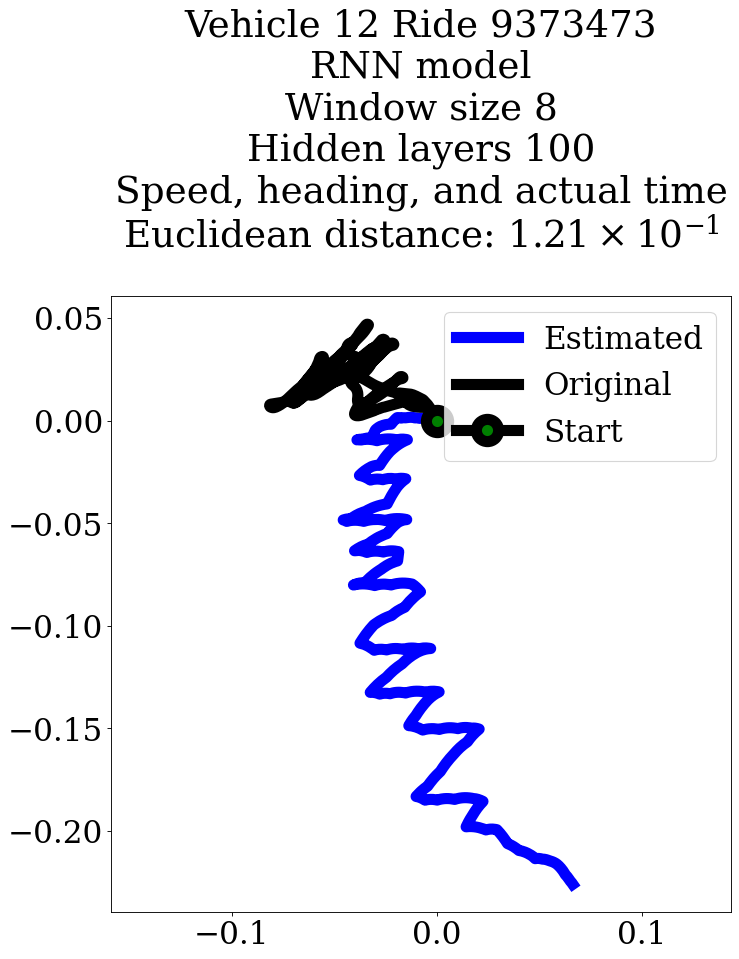 Vehicle 12 Ride 9373473
RNN model
Window size 8
Hidden layers 100
Speed, heading, and actual time
Euclidean distance: 1.21 × 10⁻¹
Estimated
Original
Start
0.05
0.00
−0.05
−0.10
−0.15
−0.20
−0.1
0.0
0.1